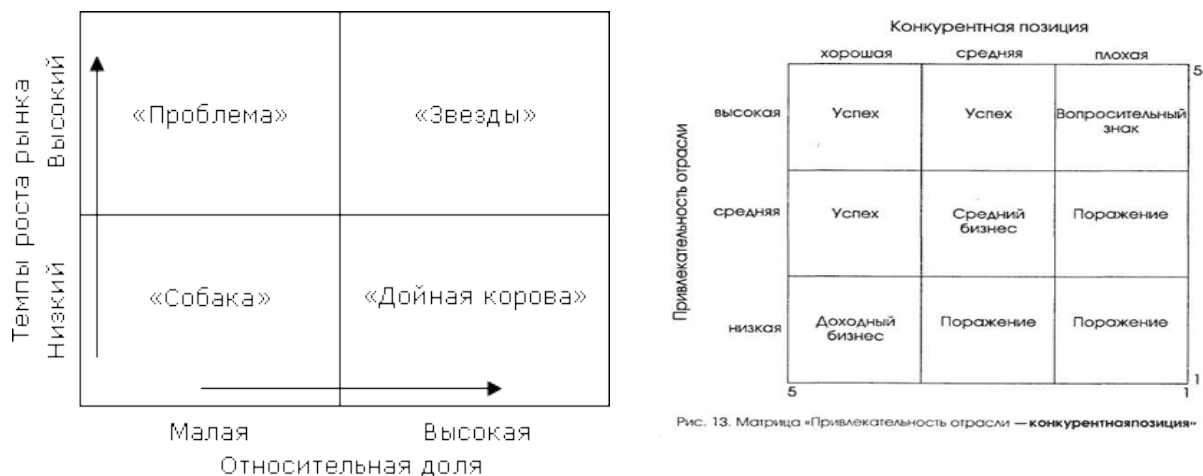 Темпы роста рынка
Высокий
Низкий
«Проблема»
«Звезды»
«Собака»
«Дойная корова»
Малая
Высокая
Относительная доля
Конкурентная позиция
хорошая
средняя
плохая
Привлекательность отрасли
высокая
Успех
Успех
Вопросительный
знак
5
средняя
Успех
Средний
бизнес
Поражение
низкая
Доходный
бизнес
Поражение
Поражение
5
1
1
Рис. 13. Матрица «Привлекательность отрасли — конкурентнаяпозиция»